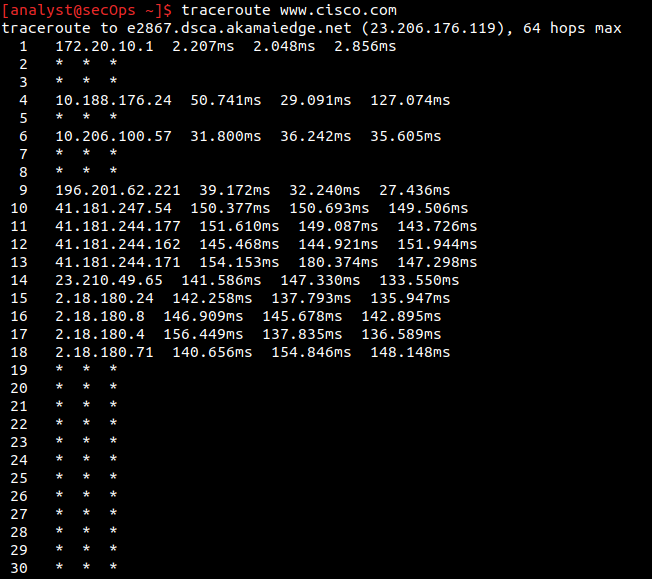 [analyst@secOps ~]$ traceroute www.cisco.com
traceroute to e2867.dsca.akamaiedge.net (23.206.176.119), 64 hops max
1 172.20.10.1 2.207ms 2.048ms 2.856ms
2 * * *
3 * * *
4 10.188.176.24 50.741ms 29.091ms 127.074ms
5 * * *
6 10.206.100.57 31.800ms 36.242ms 35.605ms
7 * * *
8 * * *
9 196.201.62.221 39.172ms 32.240ms 27.436ms
10 41.181.247.54 150.377ms 150.693ms 149.506ms
11 41.181.244.177 151.610ms 149.087ms 143.726ms
12 41.181.244.162 145.468ms 144.921ms 151.944ms
13 41.181.244.171 154.153ms 180.374ms 147.298ms
14 23.210.49.65 141.586ms 147.330ms 133.550ms
15 2.18.180.24 142.258ms 137.793ms 135.947ms
16 2.18.180.8 146.909ms 145.678ms 142.895ms
17 2.18.180.4 156.449ms 137.835ms 136.589ms
18 2.18.180.71 140.656ms 154.846ms 148.148ms
19 * * *
20 * * *
21 * * *
22 * * *
23 * * *
24 * * *
25 * * *
26 * * *
27 * * *
28 * * *
29 * * *
30 * * *